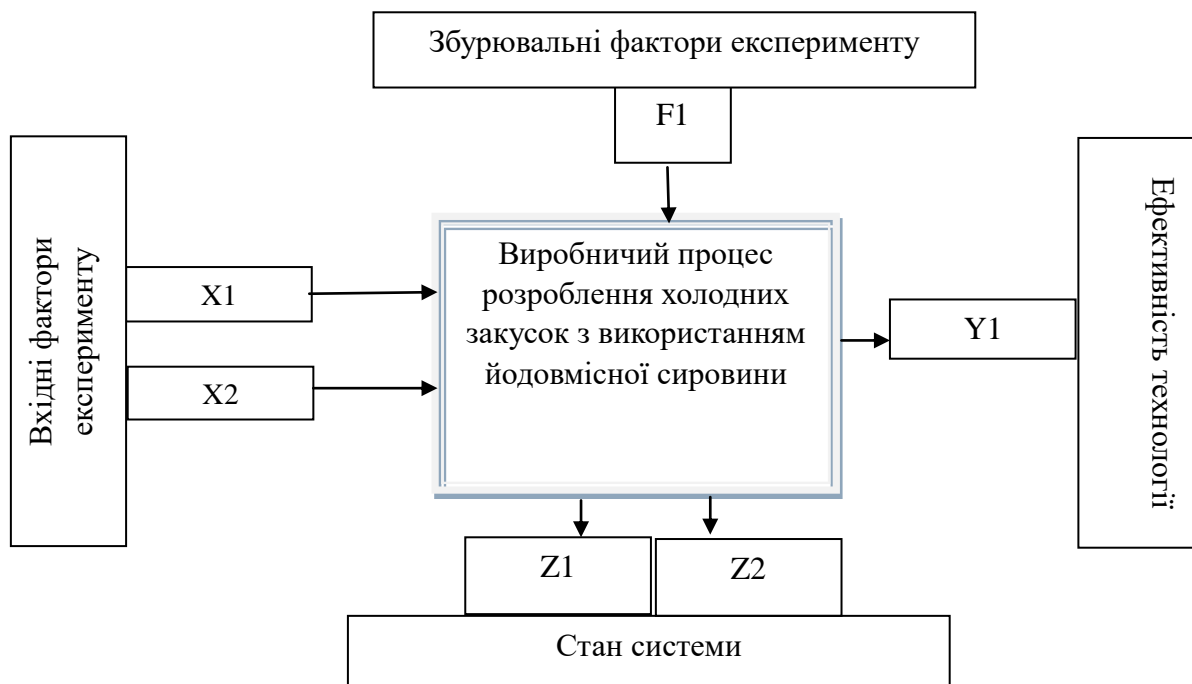 Збурювальні фактори експерименту
F1
Вхідні фактори
експерименту
X1
X2
Виробничий процес
розроблення холодних
закусок з використанням
йодовмісної сировини
Y1
Ефективність технології
Z1
Z2
Стан системи